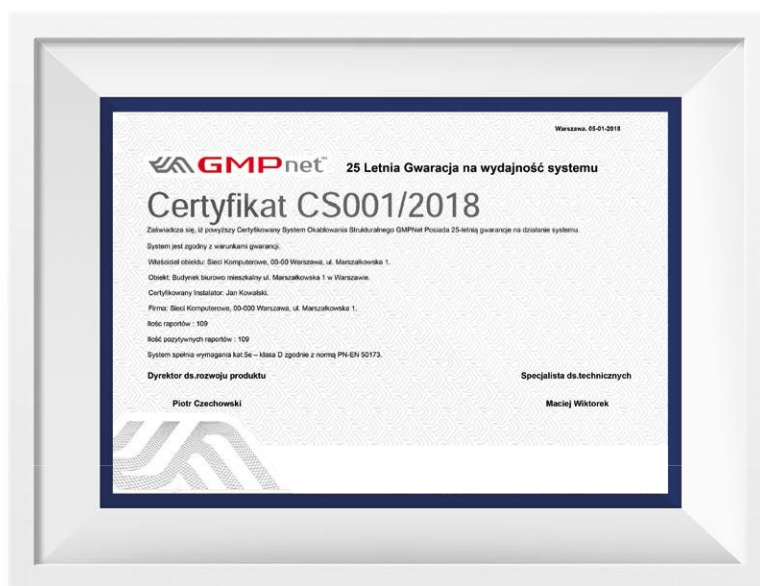 Warszawa, 05-01-2018
GMPnet™ 25 Letnia Gwaracja na wydajność systemu
Certyfikat CS001/2018
Zaświadcza się, iż powyższy Certyfikowany System Okablowania Strukturalnego GMPNet Posiada 25-letnią gwarancje na działanie systemu.
System jest zgodny z warunkami gwarancji.
Właściciel obiektu: Sieci Komputerowe, 00-00 Warszawa, ul. Marszałkowska 1.
Obiekt: Budynek biurowo mieszkalny ul. Marszałkowska 1 w Warszawie.
Certyfikowany Instalator: Jan Kowalski.
Firma: Sieci Komputerowe, 00-000 Warszawa, ul. Marszałkowska 1.
Ilość raportów : 109
Ilość pozytywnych raportów : 109
System spełnia wymagania kat.5e – klasa D zgodnie z normą PN-EN 50173.
Dyrektor ds.rozwoju produktu Specjalista ds.technicznych
Piotr Czechowski Maciej Wiktorek